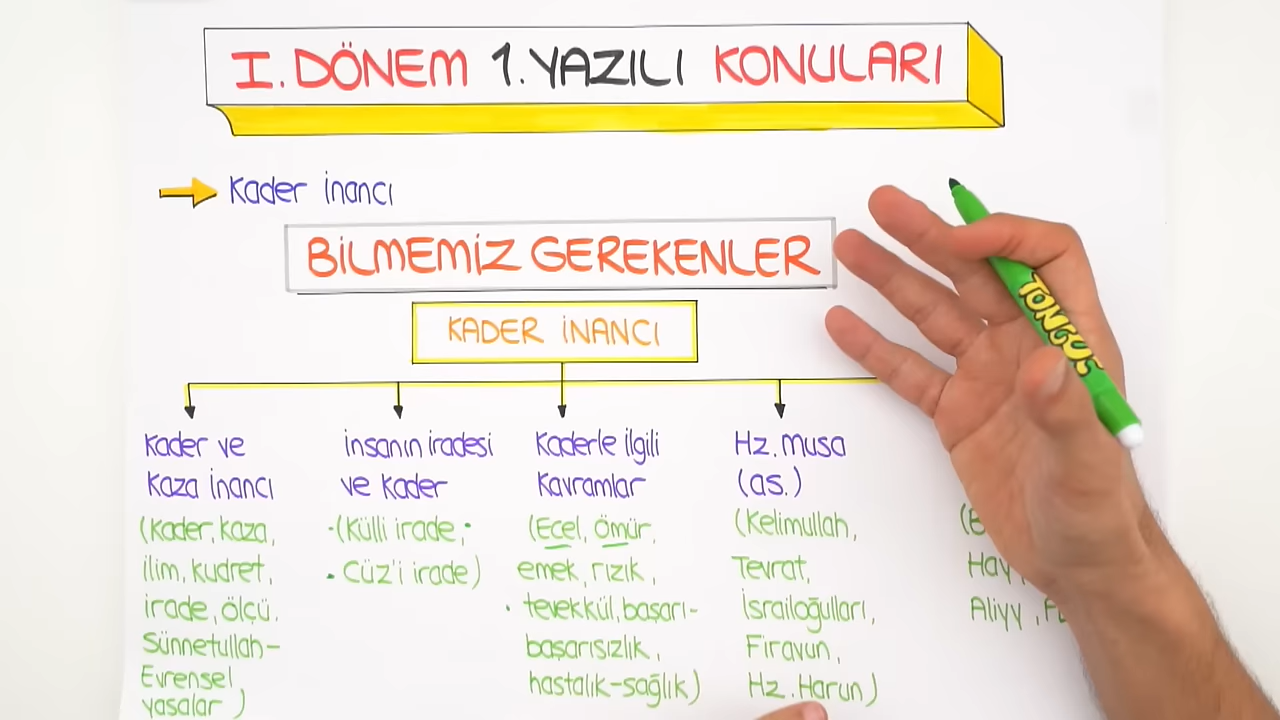 I. DÖNEM 1. YAZILI KONULARI
Kader İnancı
BİLMEMİZ GEREKENLER
KADER İNANCI
Kader ve
Kaza İnancı
(Kader, kaza,
ilim, kudret,
irade, ölçü.
Sünnetullah-
Evrensel
yasalar)
İnsanın iradesi
ve Kader
(Külli irade;
Cüz'i irade)
Kaderle ilgili
Kavramlar
(Ecel, ömür,
emek, rızık,
tevekkül, başarı-
başarısızlık,
hastalık-sağlık)
Hz. Musa
(as.)
(Kelimullah,
Tevrat,
İsrailoğulları,
Firavun,
Hz. Harun)
Aliyy,
TONGUÇ